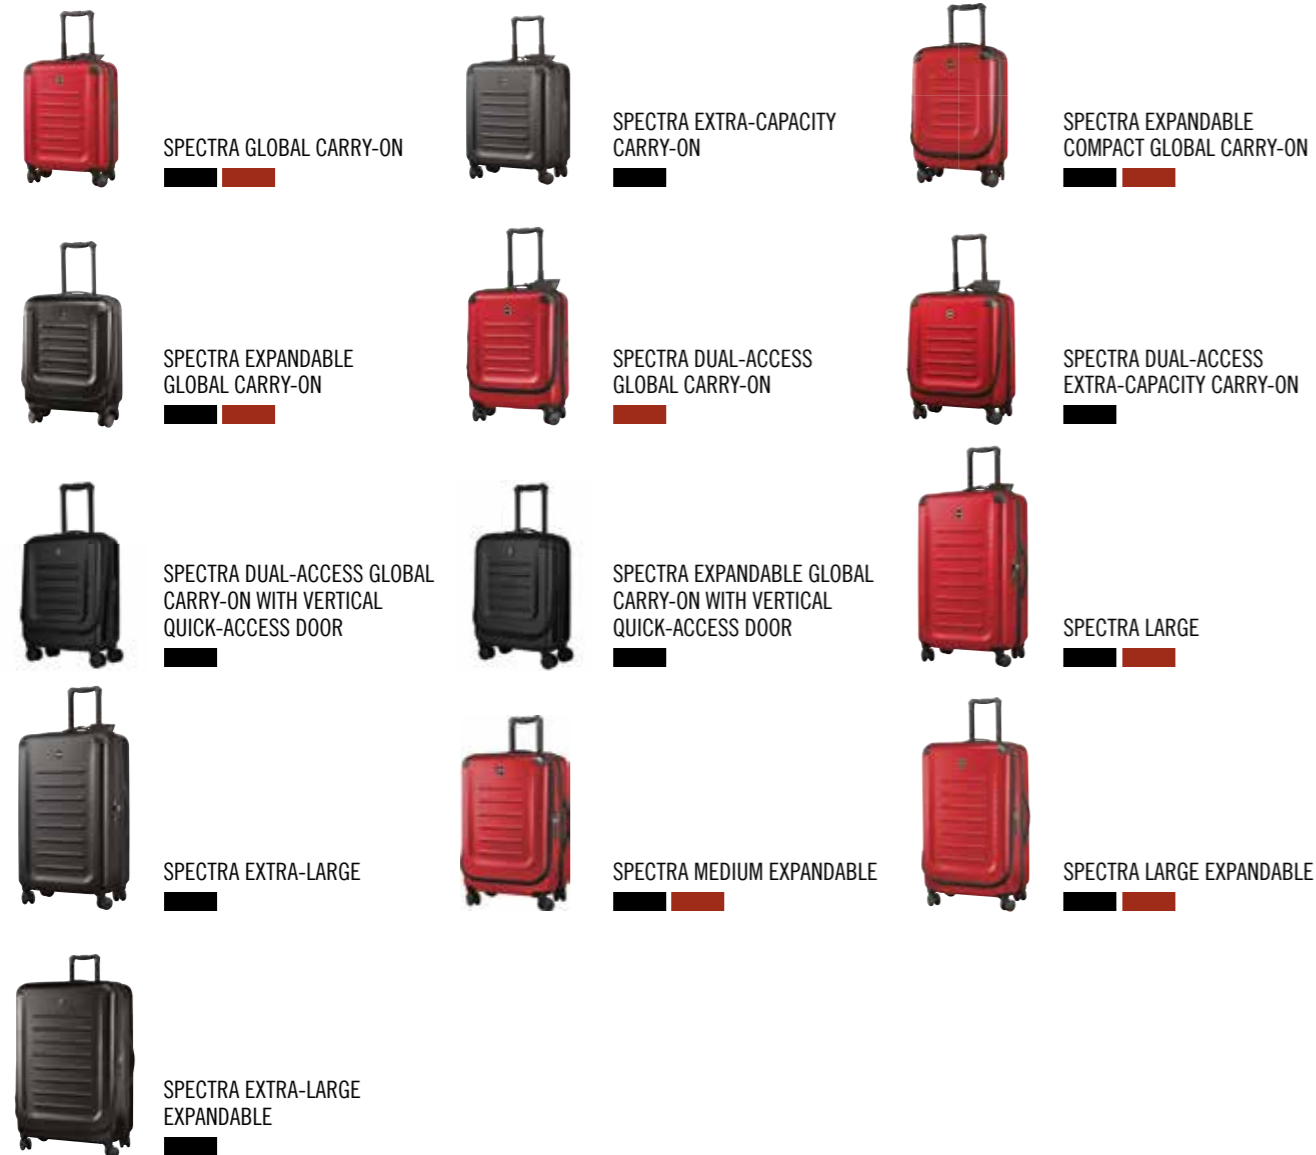 SPECTRA GLOBAL CARRY-ON
SPECTRA EXTRA-CAPACITY
CARRY-ON
SPECTRA EXPANDABLE
COMPACT GLOBAL CARRY-ON
SPECTRA EXPANDABLE
GLOBAL CARRY-ON
SPECTRA DUAL-ACCESS
GLOBAL CARRY-ON
SPECTRA DUAL-ACCESS
EXTRA-CAPACITY CARRY-ON
SPECTRA DUAL-ACCESS GLOBAL
CARRY-ON WITH VERTICAL
QUICK-ACCESS DOOR
SPECTRA EXPANDABLE GLOBAL
CARRY-ON WITH VERTICAL
QUICK-ACCESS DOOR
SPECTRA LARGE
SPECTRA EXTRA-LARGE
SPECTRA MEDIUM EXPANDABLE
SPECTRA LARGE EXPANDABLE
SPECTRA EXTRA-LARGE
EXPANDABLE